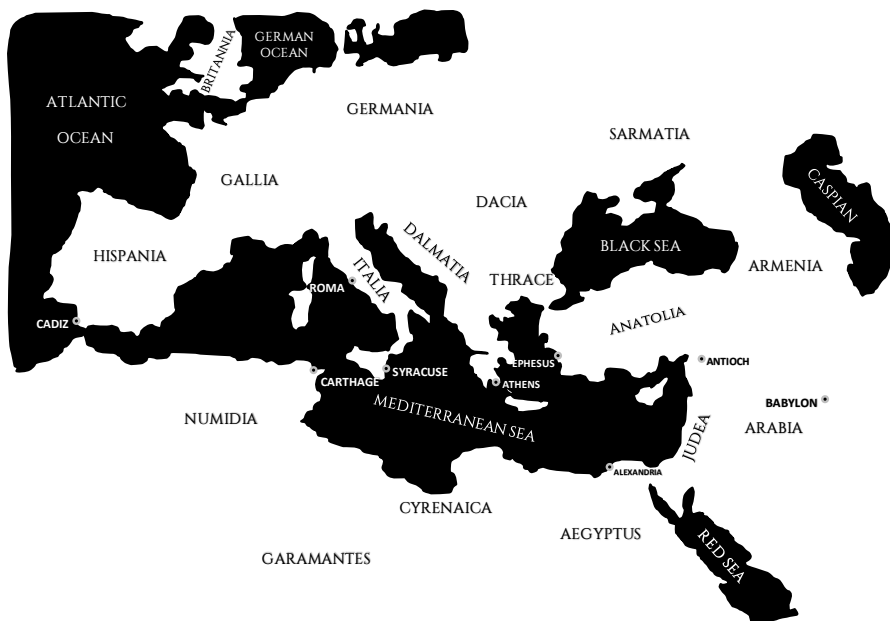 GERMAN
OCEAN
BRITANNIA
ATLANTIC
OCEAN
GERMANIA
SARMATIA
GALLIA
CASPIAN
DACIA
DALMATIA
BLACK SEA
HISPANIA
ITALIA
ARMENIA
THRACE
ROMA
ANATOLIA
CADIZ
EPHESUS
ANTIOCH
SYRACUSE
CARTHAGE
ATHENS
BABYLON
MEDITERRANEAN SEA
NUMIDIA
ARABIA
JUDEA
ALEXANDRIA
CYRENAICA
AEGYPTUS
RED SEA
GARAMANTES